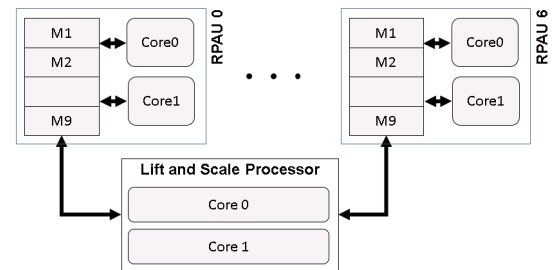 M1
M2
M9
Core0
Core1
RPAU 0
. . .
M1
M2
M9
Core0
Core1
RPAU 6
Lift and Scale Processor
Core 0
Core 1